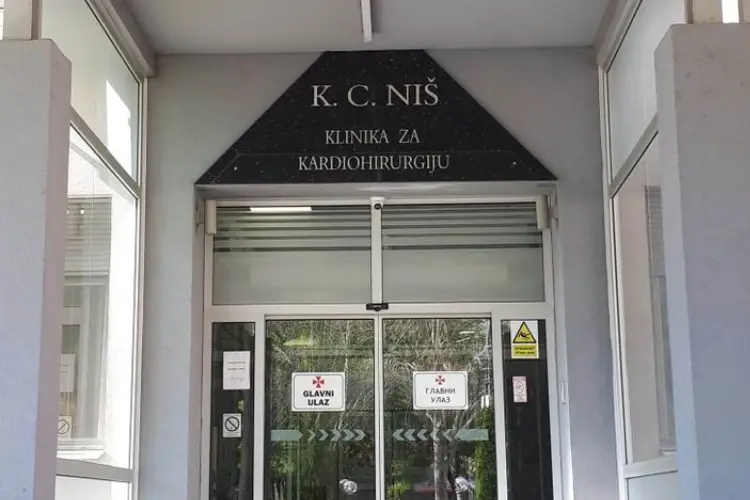 K. C. NIŠ
KLINIKA ZA
KARDIOHIRURGIJU
GLAVNI
ULAZ
ГЛАВНИ
УЛАЗ